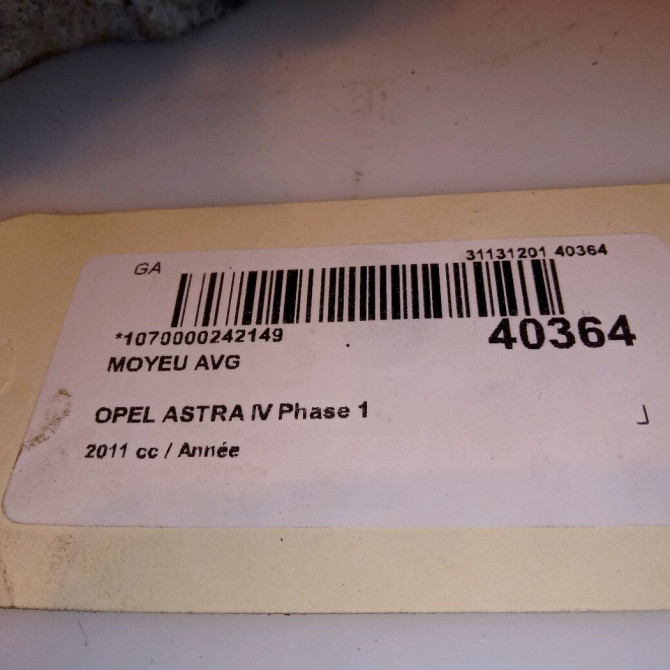 GA
31131201 40364
*1070000242149
40364
MOYEU AVG
OPEL ASTRA IV Phase 1
2011 cc / Année